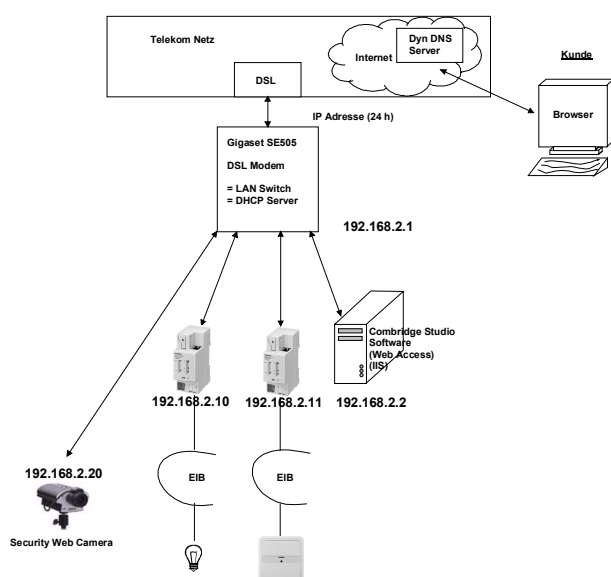 Telekom Netz
Dyn DNS
Server
Internet
Kunde
DSL
Browser
IP Adresse (24 h)
Gigaset SE505
DSL Modem
= LAN Switch
= DHCP Server
192.168.2.1
Combridge Studio
Software
(Web Access)
(IIS)
192.168.2.10
192.168.2.11
192.168.2.2
192.168.2.20
EIB
EIB
Security Web Camera